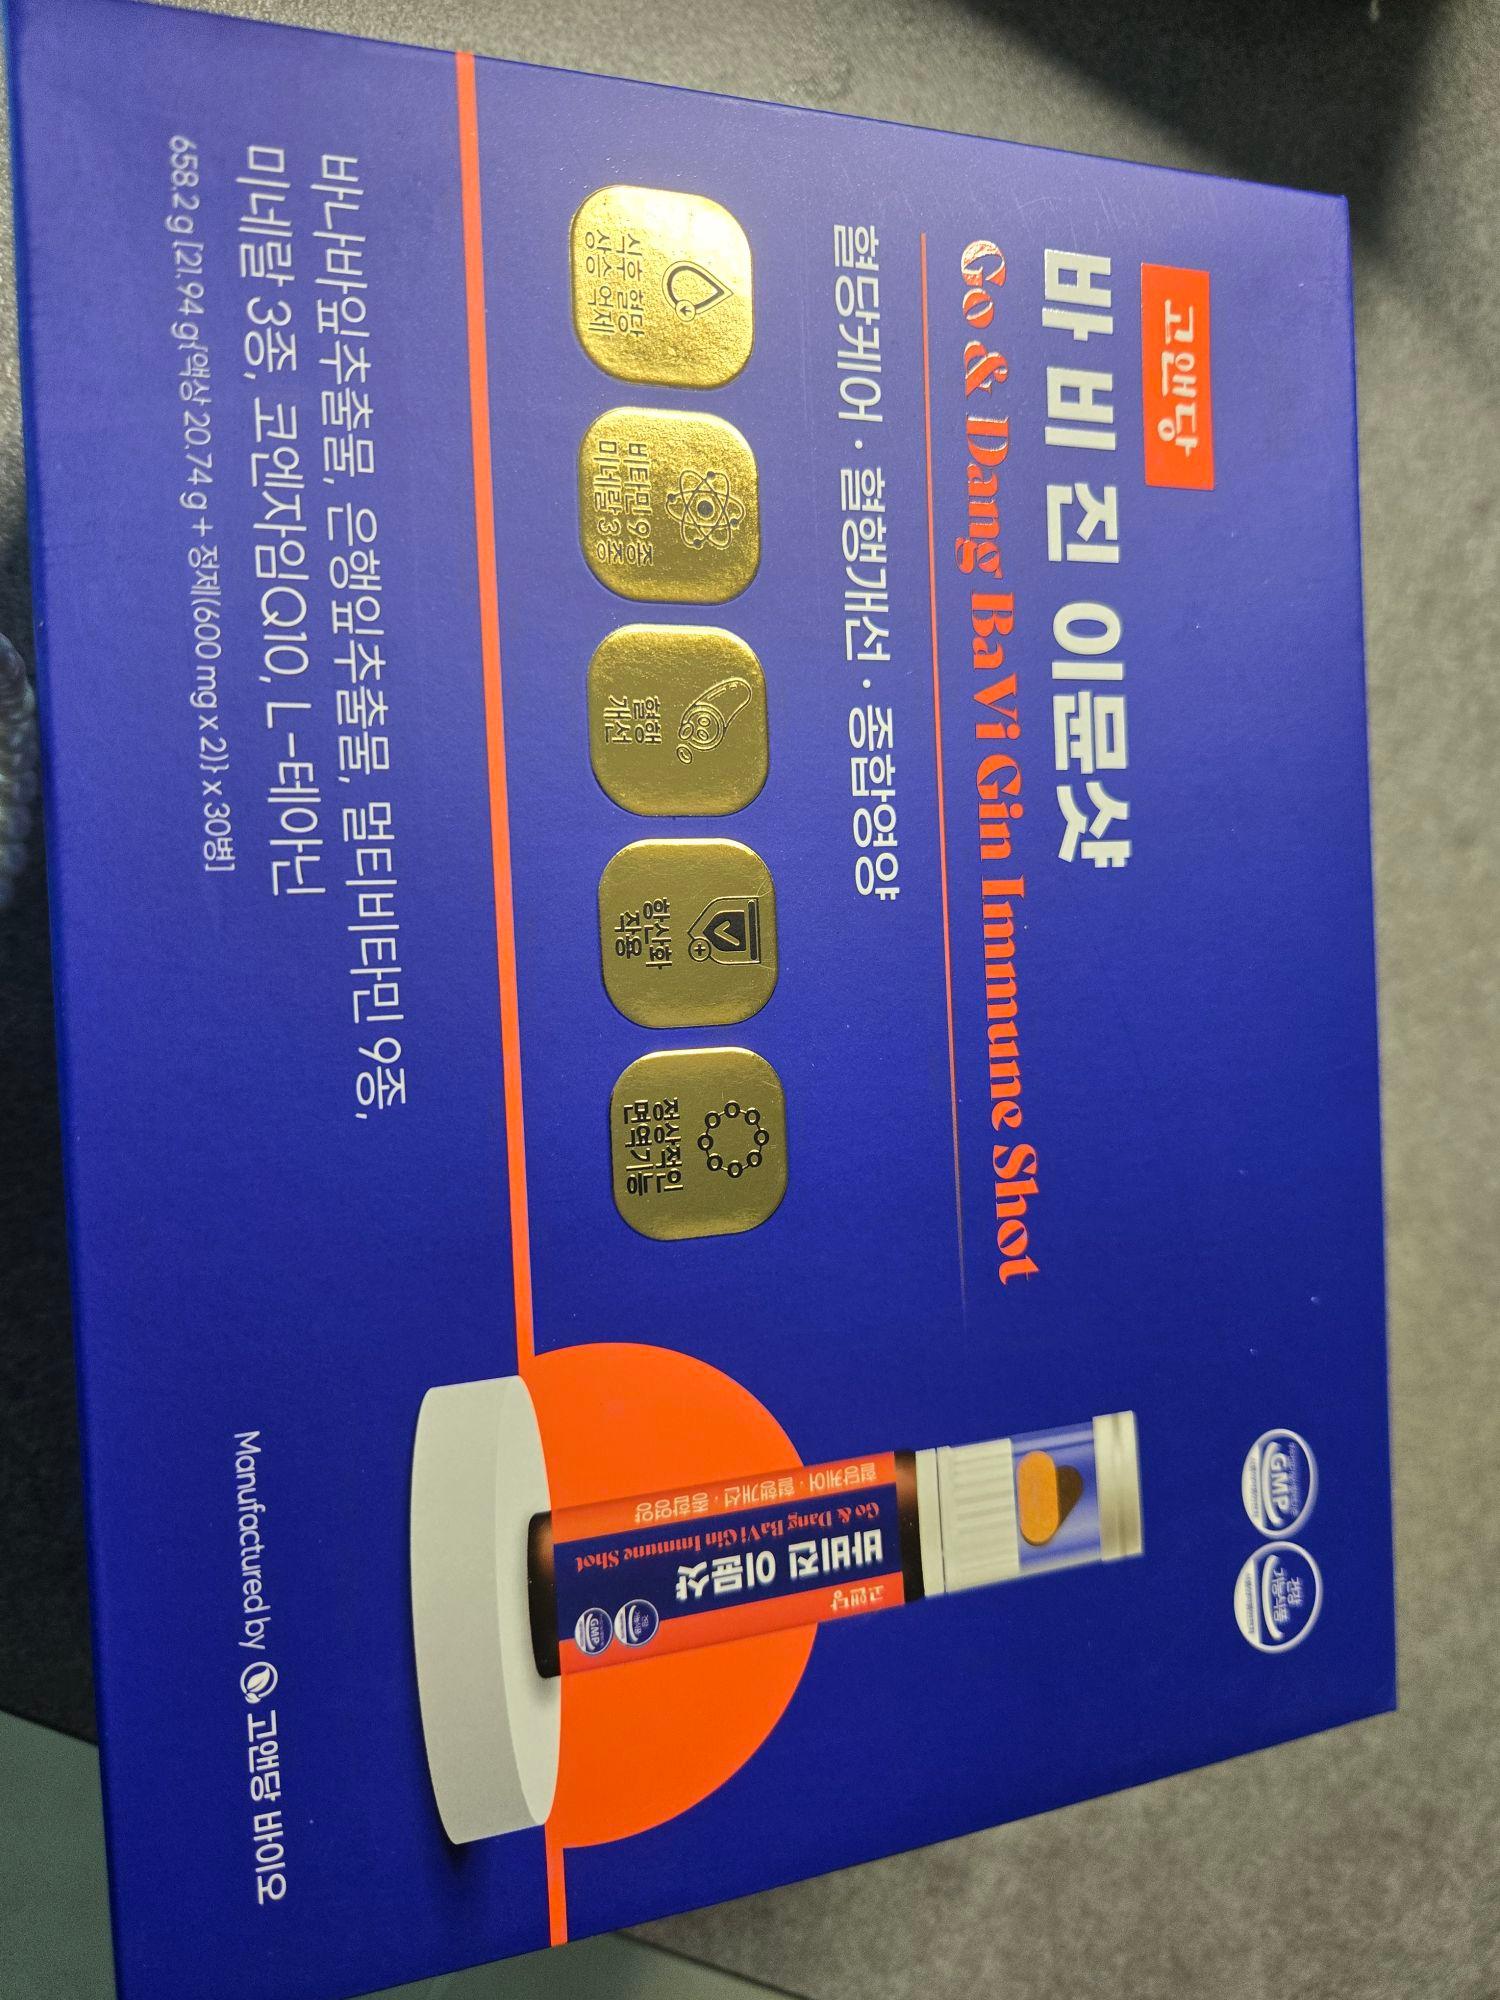 고앤당
바비진 이뮨샷
Go & Dang BaVi Gin Immune Shot
혈당케어 · 혈행개선 · 종합영양
식후 혈당
상승 억제
비타민 9종
미네랄 3종
혈행
개선
항산화
작용
정상적인
면역기능
바나바잎추출물, 은행잎추출물, 멀티비타민 9종,
미네랄 3종, 코엔자임Q10, L-테아닌
658.2 g [21.94 g{액상 20.74 g + 정제(600 mg x 2)} x 30병]
GMP
건강
기능식품
고앤당
바비진 이뮨샷
Go & Dang BaVi Gin Immune Shot
혈당케어 · 혈행개선 · 종합영양
GMP
Manufactured by 고앤당 바이오